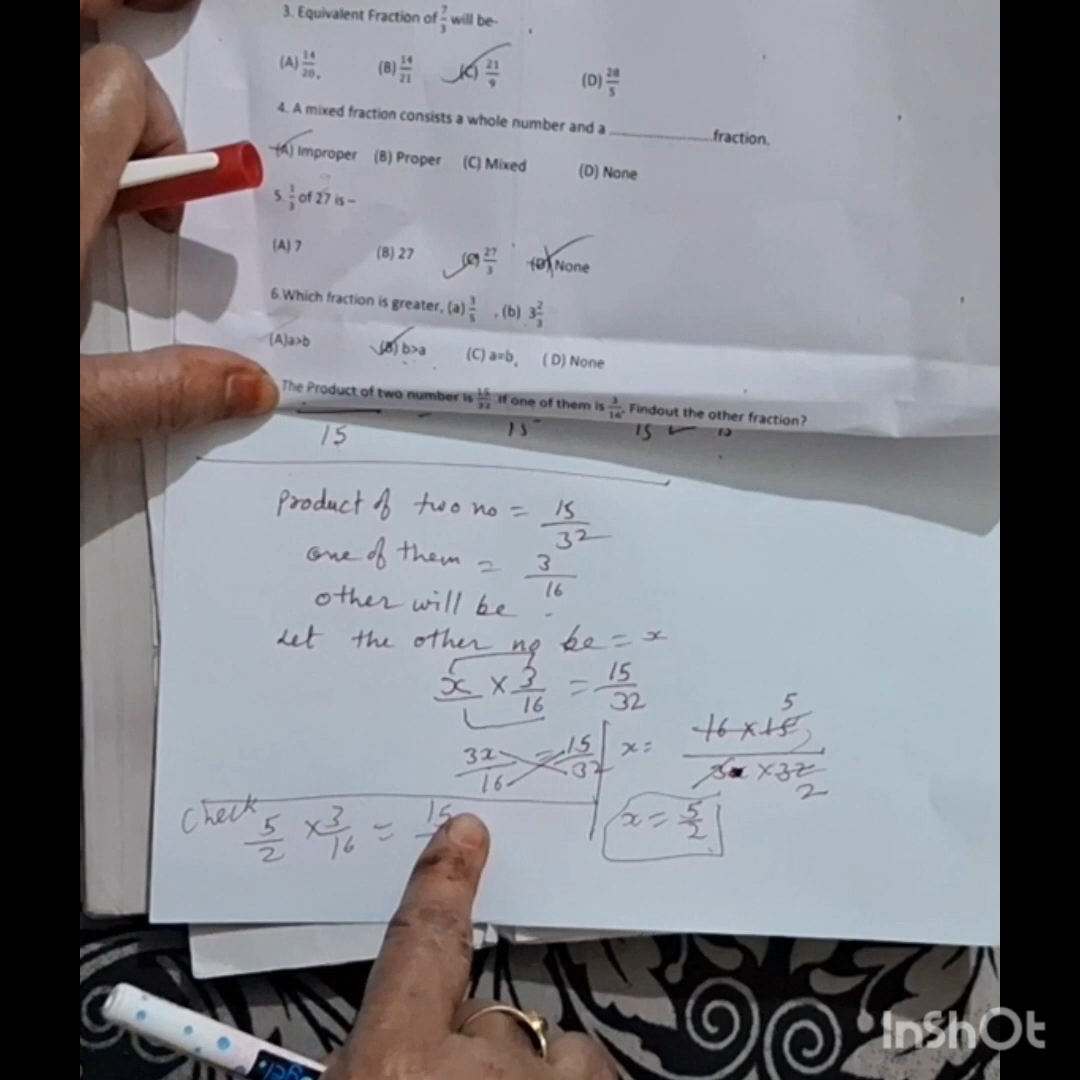 3. Equivalent Fraction of 7/3 will be-
(A) 14/20, (B) 14/21 (C) 21/9 (D) 28/5
4. A mixed fraction consists a whole number and a ....................fraction.
(A) Improper (B) Proper (C) Mixed (D) None
5. 1/3 of 27 is –
(A) 7 (B) 27 (C) 27/3 (D) None
6.Which fraction is greater, (a) 3/5 , (b) 3 2/3
(A)a>b (B) b>a (C) a=b, ( D) None
The Product of two number is 15/32 .If one of them is 3/16, Findout the other fraction?
15 15 15
Product of two no = 15/32
one of them = 3/16
other will be
Let the other no be = x
x × 3/16 = 15/32
3x/16 = 15/32 x = 16 × 15 / 3 × 32
5
2
x = 5/2
check
5/2 × 3/16 = 15
InShOt